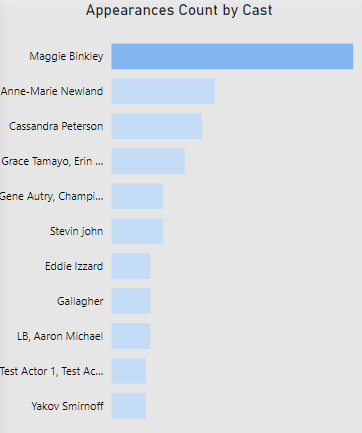 Appearances Count by Cast
Maggie Binkley
Anne-Marie Newland
Cassandra Peterson
Grace Tamayo, Erin ...
Gene Autry, Champi...
Stevin john
Eddie Izzard
Gallagher
LB, Aaron Michael
Test Actor 1, Test Ac...
Yakov Smirnoff